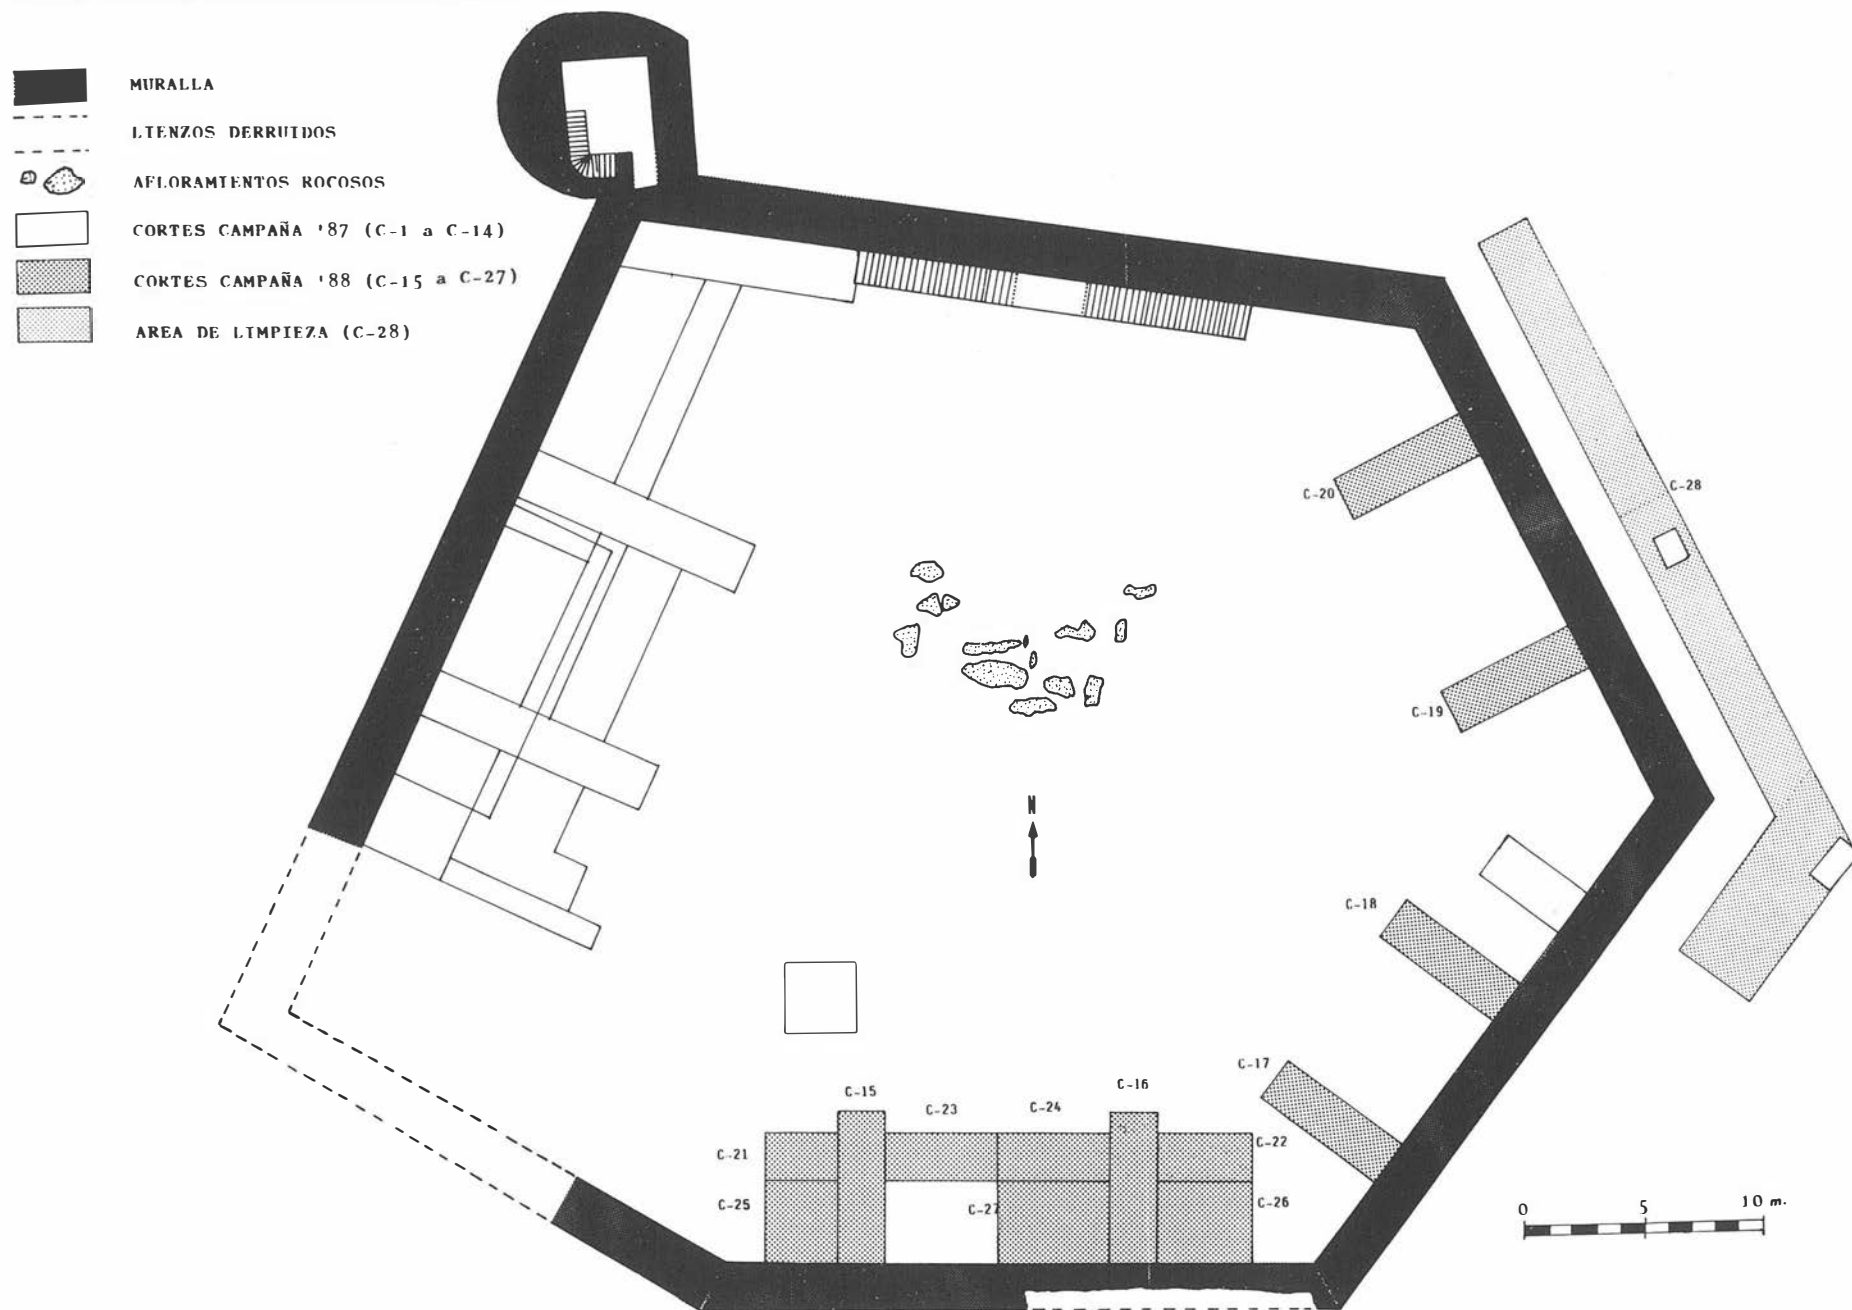 MURALLA
LIENZOS DERRUIDOS
AFLORAMIENTOS ROCOSOS
CORTES CAMPAÑA '87 (C-1 a C-14)
CORTES CAMPAÑA '88 (C-15 a C-27)
AREA DE LIMPIEZA (C-28)
C-20
C-28
C-19
N
C-18
C-17
C-15
C-16
C-23
C-24
C-21
C-22
C-25
C-27
C-26
0 5 10 m.